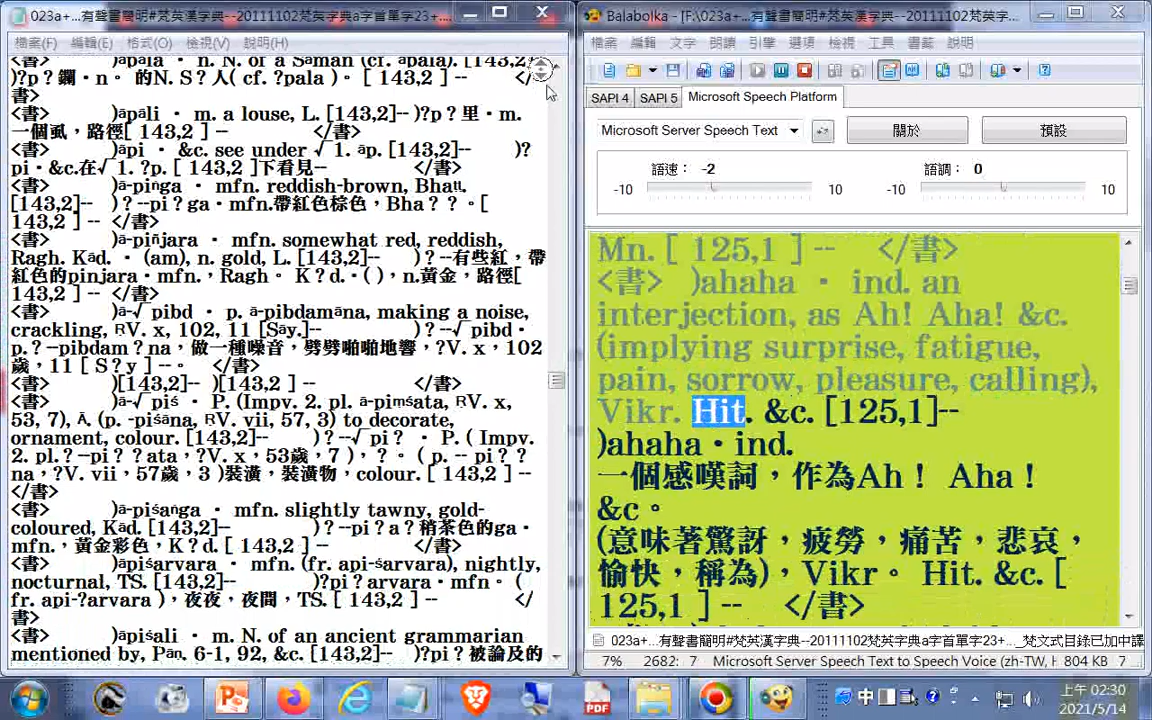 023a+...有聲書簡明#梵英漢字典--20111102梵英字典a字首單字23+...
檔案(F) 編輯(E) 格式(O) 檢視(V) 說明(H)
<書> )āpāla · n. N. of a Sāman (cf. āpāla). [143,2]--
)?p?鑭·n。 的N. S?人( cf. ?pala )。 [ 143,2 ] -- </
書>
<書> )āpāli · m. a louse, L. [143,2]-- )?p?里·m.
一個虱，路徑[ 143,2 ] -- </書>
<書> )āpi · &c. see under √ 1. āp. [143,2]-- )?
pi·&c.在√ 1. ?p. [ 143,2 ]下看見-- </書>
<書> )ā-piṅga · mfn. reddish-brown, Bhaṭṭ.
[143,2]-- )?--pi?ga·mfn.帶紅色棕色，Bha??。[
143,2 ] -- </書>
<書> )ā-piñjara · mfn. somewhat red, reddish,
Ragh. Kād. · (am), n. gold, L. [143,2]-- )?--有些紅，帶
紅色的pinjara·mfn.，Ragh。 K?d.·( )，n.黃金，路徑[
143,2 ] -- </書>
<書> )ā-√ pibd · p. ā-pibdamāna, making a noise,
crackling, RV. x, 102, 11 [Sāy.]-- )?--√ pibd·
p.?--pibdam?na，做一種噪音，劈劈啪啪地響，?V. x，102
歲，11 [ S?y ] --。 </書>
<書> )[143,2]-- )[143,2 ] -- </書>
<書> )ā-√ piś · P. (Impv. 2. pl. ā-piṃśata, RV. x,
53, 7), Ā. (p. -piśāna, RV. vii, 57, 3) to decorate,
ornament, colour. [143,2]-- )?--√ pi? · P. ( Impv.
2. pl.?--pi??ata，?V. x，53歲，7 )，?。 ( p. -- pi??
na，?V. vii，57歲，3 )裝潢，裝潢物，colour. [ 143,2 ] --
</書>
<書> )ā-piśaṅga · mfn. slightly tawny, gold-
coloured, Kād. [143,2]-- )?--pi?a?稍茶色的ga·
mfn.，黃金彩色，K?d. [ 143,2 ] -- </書>
<書> )āpiśarvara · mfn. (fr. api-śarvara), nightly,
nocturnal, TS. [143,2]-- )?pi?arvara·mfn。 (
fr. api-?arvara )，夜夜，夜間，TS. [ 143,2 ] -- </
書>
<書> )āpiśali · m. N. of an ancient grammarian
mentioned by, Pāṇ. 6-1, 92, &c. [143,2]-- )?pi?被論及的
Balabolka - [F:\023a+...有聲書簡明#梵英漢字典--20111102梵英字...
檔案 編輯 文字 朗讀 引擎 選項 檢視 工具 書籤 說明
SAPI 4 SAPI 5 Microsoft Speech Platform
Microsoft Server Speech Text 關於 預設
語速： -2 語調： 0
-10 10 -10 10
Mn. [ 125,1 ] -- </書>
<書> )ahaha · ind. an
interjection, as Ah! Aha! &c.
(implying surprise, fatigue,
pain, sorrow, pleasure, calling),
Vikr. Hit. &c. [125,1]--
)ahaha·ind.
一個感嘆詞，作為Ah！ Aha！
&c。
(意味著驚訝，疲勞，痛苦，悲哀，
愉快，稱為)，Vikr。 Hit. &c. [
125,1 ] -- </書>
023a+...有聲書簡明#梵英漢字典--20111102梵英字典a字首單字23+..._梵文式目錄已加中譯
7% 2682: 7 Microsoft Server Speech Text to Speech Voice (zh-TW, H 804 KB 7
中
上午 02:30
2021/5/14